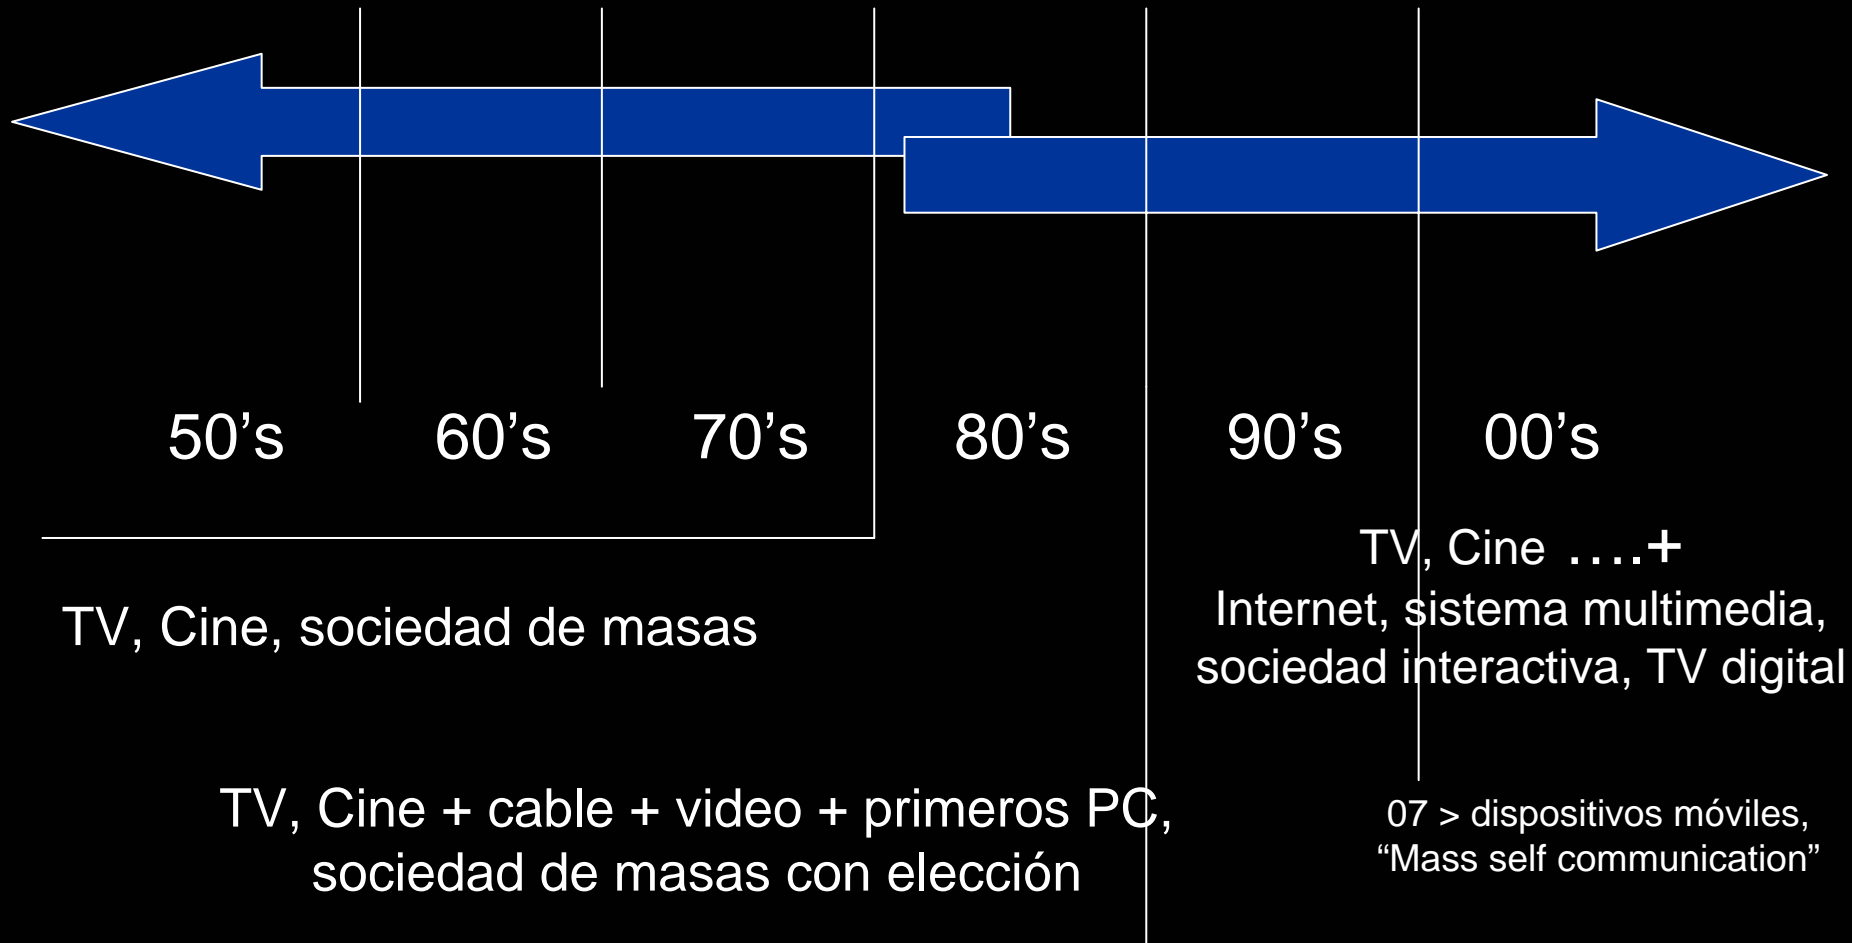 50’s 60’s 70’s 80’s 90’s 00’s
TV, Cine, sociedad de masas
TV, Cine ….+
Internet, sistema multimedia,
sociedad interactiva, TV digital
TV, Cine + cable + video + primeros PC,
sociedad de masas con elección
07 > dispositivos móviles,
“Mass self communication”